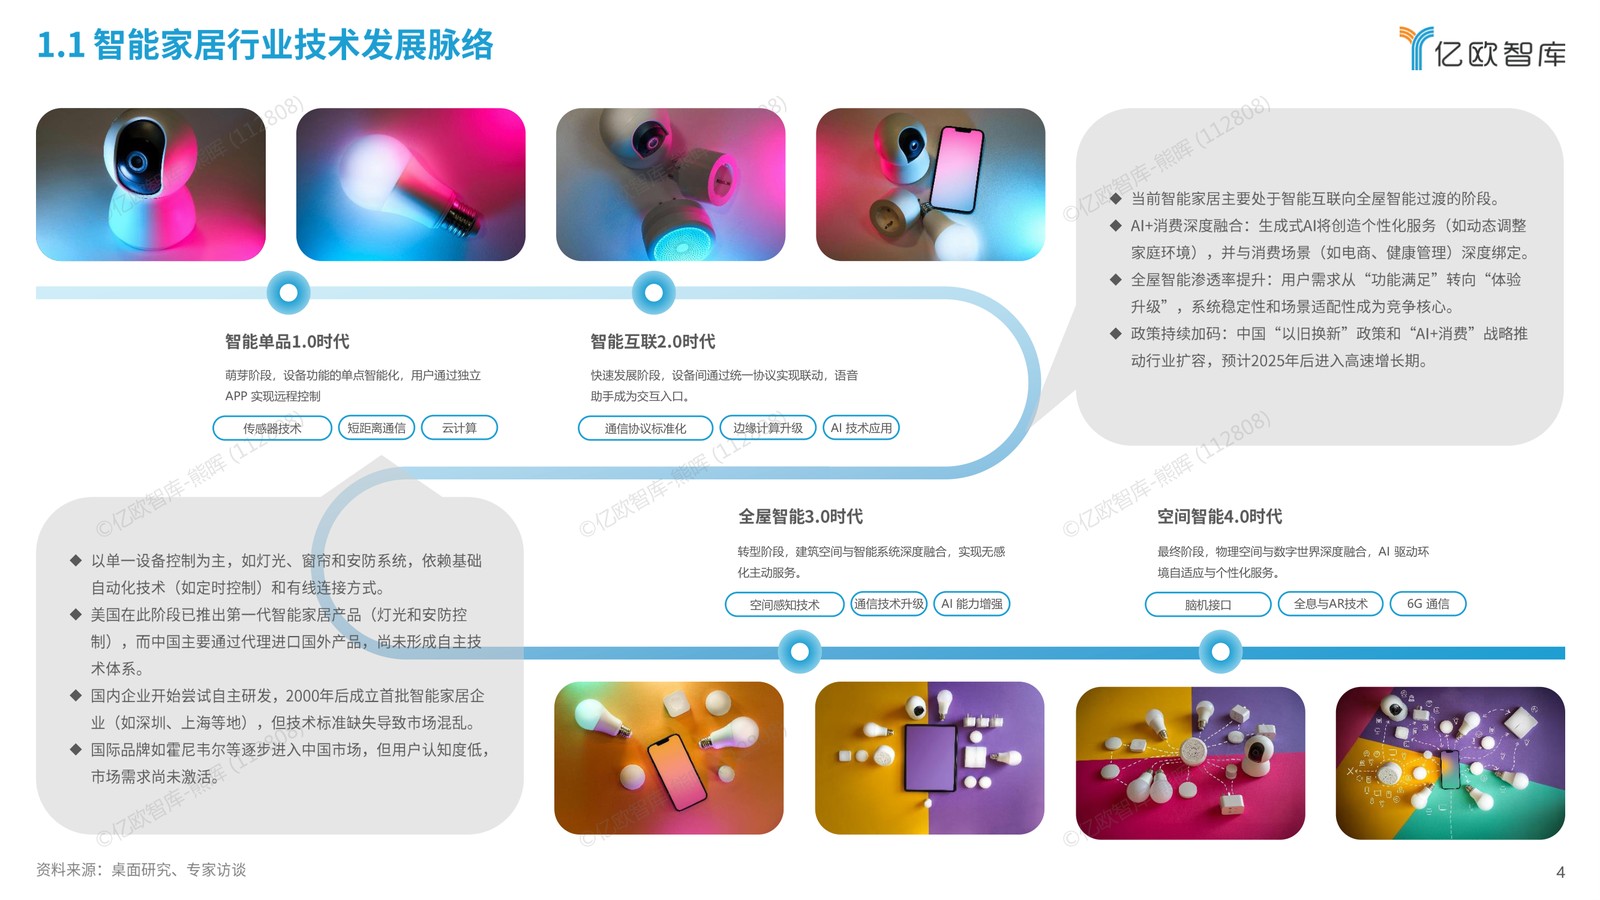 1.1 智能家居行业技术发展脉络
亿欧智库
智能单品1.0时代
萌芽阶段，设备功能的单点智能化，用户通过独立
APP 实现远程控制
传感器技术
短距离通信
云计算
智能互联2.0时代
快速发展阶段，设备间通过统一协议实现联动，语音
助手成为交互入口。
通信协议标准化
边缘计算升级
AI 技术应用
◆ 当前智能家居主要处于智能互联向全屋智能过渡的阶段。
◆ AI+消费深度融合：生成式AI将创造个性化服务（如动态调整
家庭环境），并与消费场景（如电商、健康管理）深度绑定。
◆ 全屋智能渗透率提升：用户需求从“功能满足”转向“体验
升级”，系统稳定性和场景适配性成为竞争核心。
◆ 政策持续加码：中国“以旧换新”政策和“AI+消费”战略推
动行业扩容，预计2025年后进入高速增长期。
◆ 以单一设备控制为主，如灯光、窗帘和安防系统，依赖基础
自动化技术（如定时控制）和有线连接方式。
◆ 美国在此阶段已推出第一代智能家居产品（灯光和安防控
制），而中国主要通过代理进口国外产品，尚未形成自主技
术体系。
◆ 国内企业开始尝试自主研发，2000年后成立首批智能家居企
业（如深圳、上海等地），但技术标准缺失导致市场混乱。
◆ 国际品牌如霍尼韦尔等逐步进入中国市场，但用户认知度低，
市场需求尚未激活。
全屋智能3.0时代
转型阶段，建筑空间与智能系统深度融合，实现无感
化主动服务。
空间感知技术
通信技术升级
AI 能力增强
空间智能4.0时代
最终阶段，物理空间与数字世界深度融合，AI 驱动环
境自适应与个性化服务。
脑机接口
全息与AR技术
6G 通信
©亿欧智库-熊晖 (112808)
©亿欧智库-熊晖 (112808)
©亿欧智库-熊晖 (112808)
©亿欧智库-熊晖 (112808)
©亿欧智库-熊晖 (112808)
资料来源：桌面研究、专家访谈
4